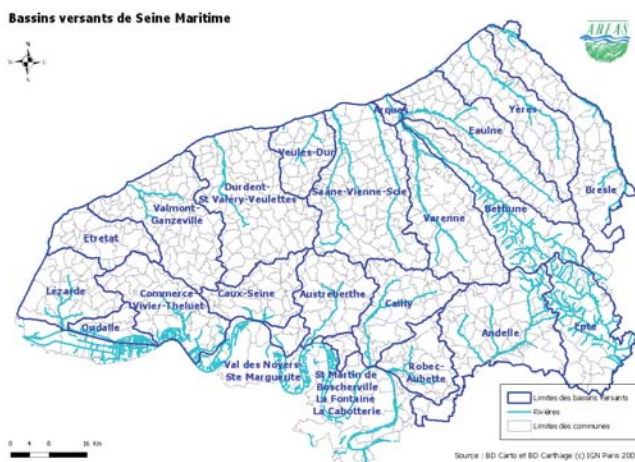 Bassins versants de Seine Maritime
AREAS
N
Arques
Yères
Eaulne
Veules-Dun
Bresle
Durdent-
St Valéry-Veulettes
Saane-Vienne-Scie
Valmont-
Ganzeville
Varenne
Béthune
Etretat
Lézarde
Commerce
Vivier-Theluet
Caux-Seine
Austreberthe
Cailly
Oudalle
Andelle
Epte
Val des Noyers-
Ste Marguerite
St Martin de
Boscherville
La Fontaine
La Cabotterie
Robec-
Aubette
Limites des bassins versants
Rivières
Limites des communes
0 4 8 16 Km
Source : BD Carto et BD Carthage (c) IGN Paris 200